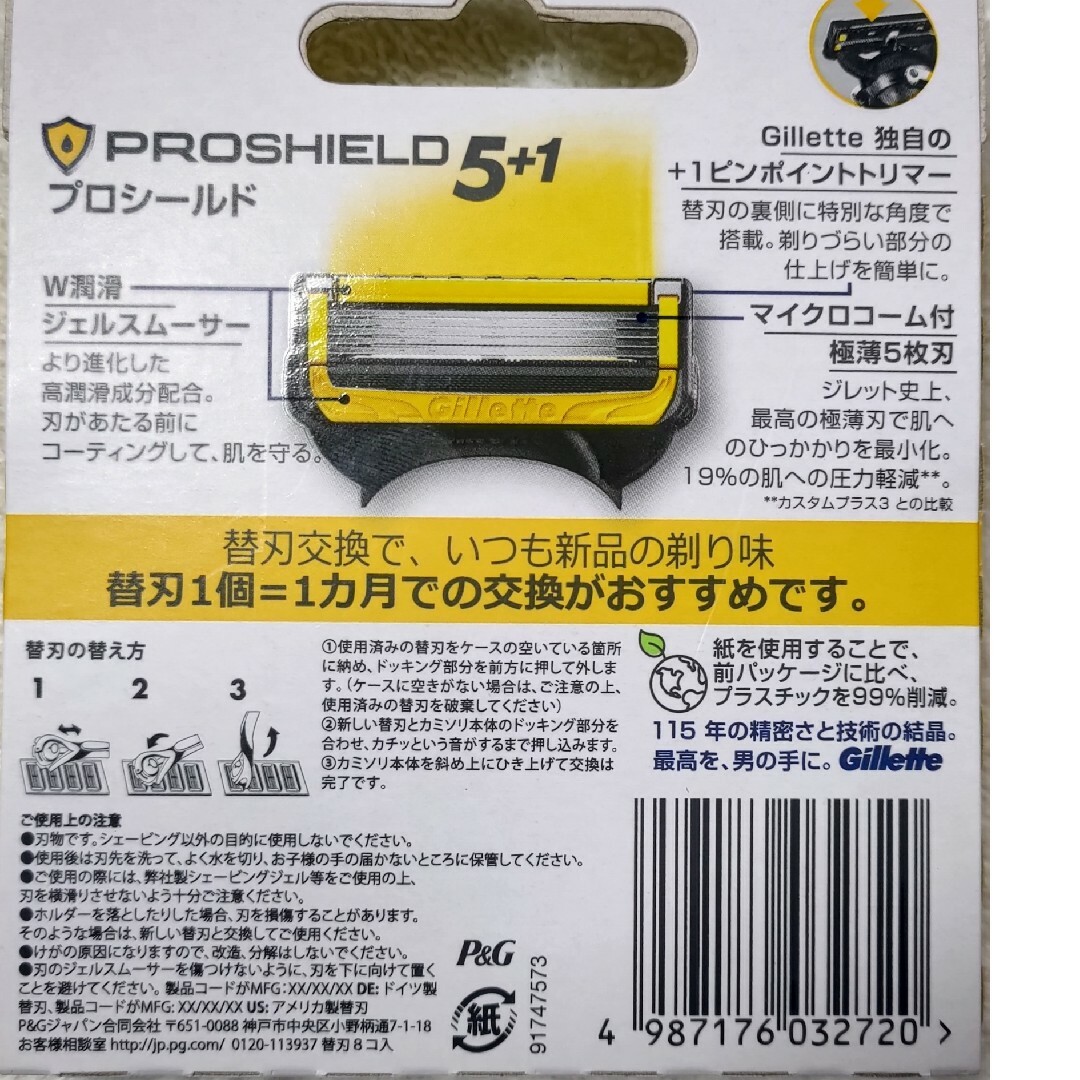 PROSHIELD 5+1
プロシールド
Gillette 独自の
+1ピンポイントトリマー
替刃の裏側に特別な角度で
搭載。剃りづらい部分の
仕上げを簡単に。
W潤滑
ジェルスムーサー
より進化した
高潤滑成分配合。
刃があたる前に
コーティングして、肌を守る。
マイクロコーム付
極薄5枚刃
ジレット史上、
最高の極薄刃で肌へ
のひっかかりを最小化。
19%の肌への圧力軽減**。
**カスタムプラス3 との比較
Gillette
替刃交換で、いつも新品の剃り味
替刃1個=1カ月での交換がおすすめです。
替刃の替え方
1 2 3
①使用済みの替刃をケースの空いている箇所
に納め、ドッキング部分を前方に押して外しま
す。(ケースに空きがない場合は、ご注意の上、
使用済みの替刃を破棄してください)
②新しい替刃とカミソリ本体のドッキング部分を
合わせ、カチッという音がするまで押し込みます。
③カミソリ本体を斜め上にひき上げて交換は
完了です。
紙を使用することで、
前パッケージに比べ、
プラスチックを99%削減。
115 年の精密さと技術の結晶。
最高を、男の手に。Gillette
ご使用上の注意
●刃物です。シェービング以外の目的に使用しないでください。
●使用後は刃先を洗って、よく水を切り、お子様の手の届かないところに保管してください。
●ご使用の際には、弊社製シェービングジェル等をご使用の上、
刃を横滑りさせないよう十分ご注意ください。
●ホルダーを落としたりした場合、刃を損傷することがあります。
そのような場合は、新しい替刃と交換してご使用ください。
●けがの原因になりますので、改造、分解はしないでください。
●刃のジェルスムーサーを傷つけないように、刃を下に向けて置く
ことを避けてください。製品コードがMFG:XX/XX/XX DE: ドイツ製
替刃、製品コードがMFG: XX/XX/XX US: アメリカ製替刃
P&Gジャパン合同会社 〒651-0088 神戸市中央区小野柄通7-1-18
お客様相談室 http://jp.pg.com/ 0120-113937 替刃8コ入
P&G
紙
91747573
4 987176 032720 >